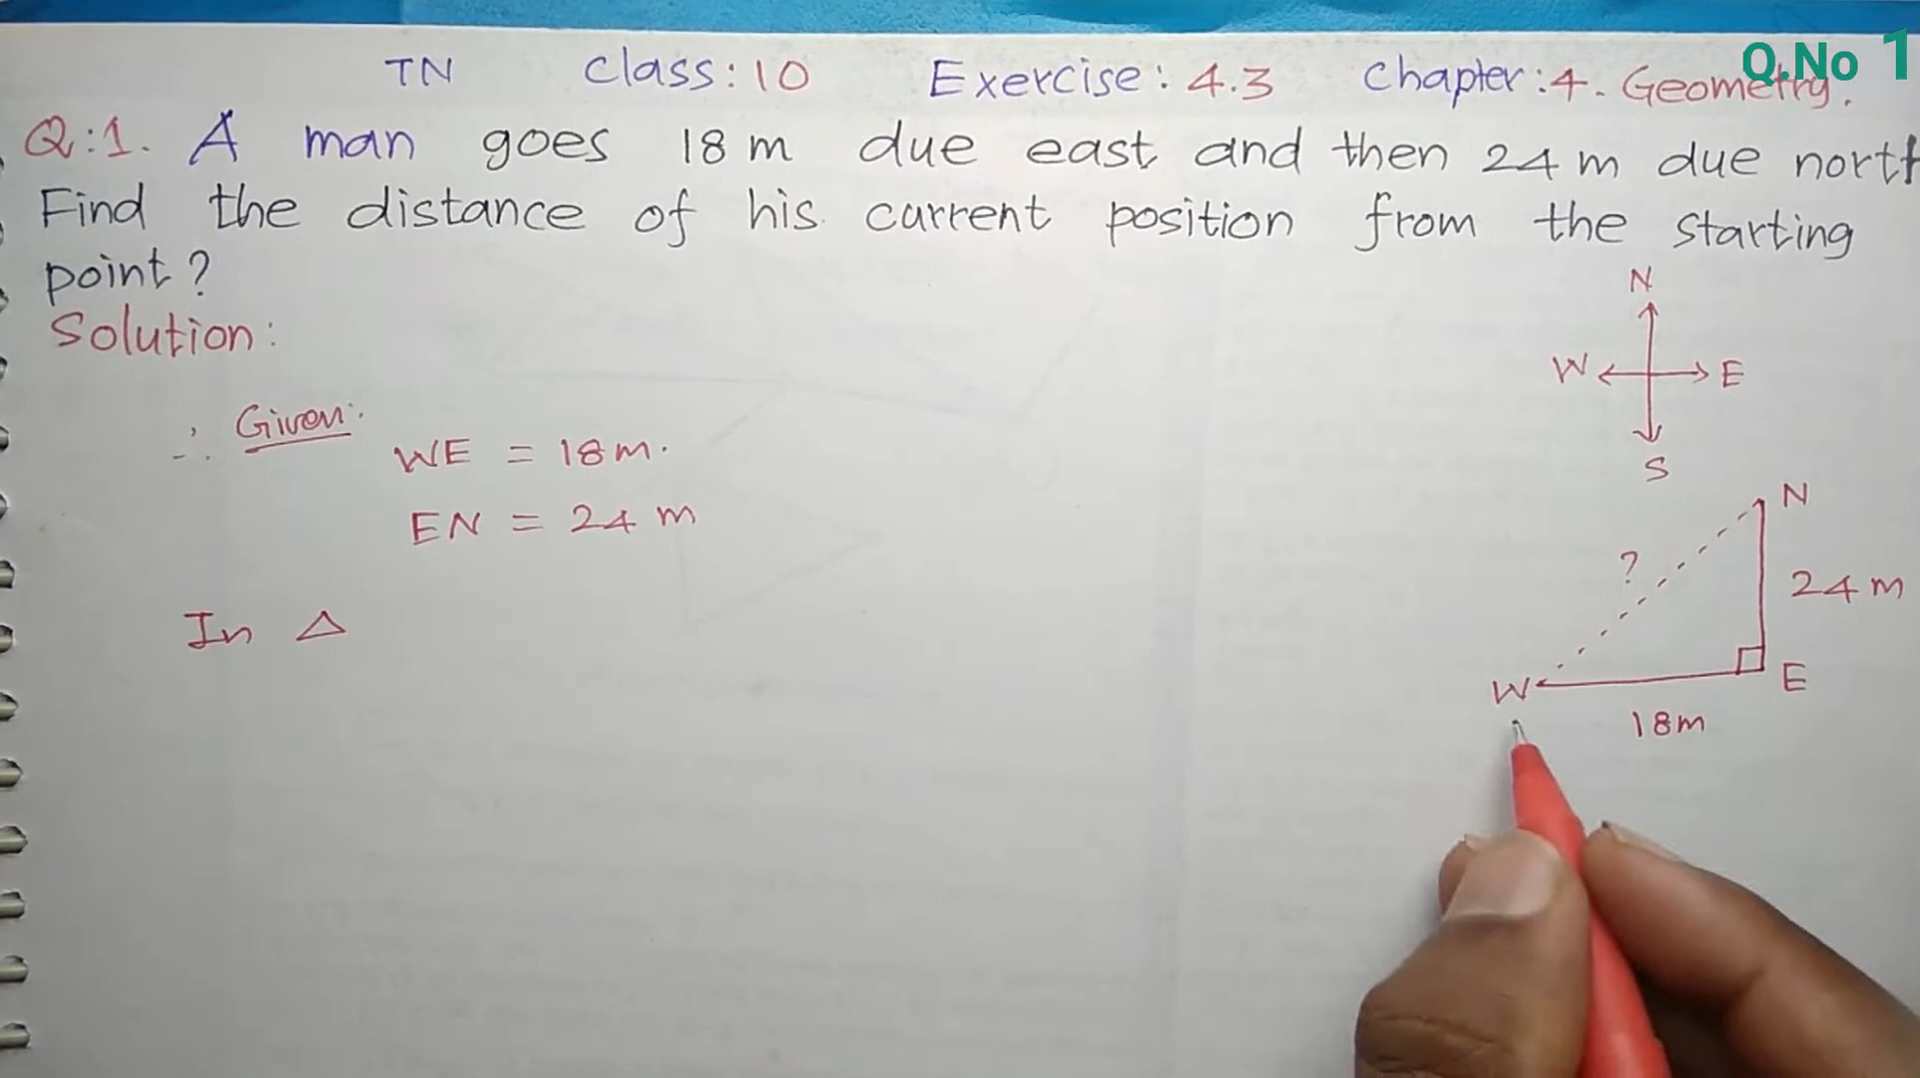 TN Class: 10 Exercise: 4.3 Chapter: 4. Geometry.
Q.No 1
Q:1. A man goes 18 m due east and then 24 m due north
Find the distance of his current position from the starting
point?
Solution:
N
W E
S
∴ Given:
WE = 18m.
EN = 24 m
In △
N
?
24 m
W E
18m